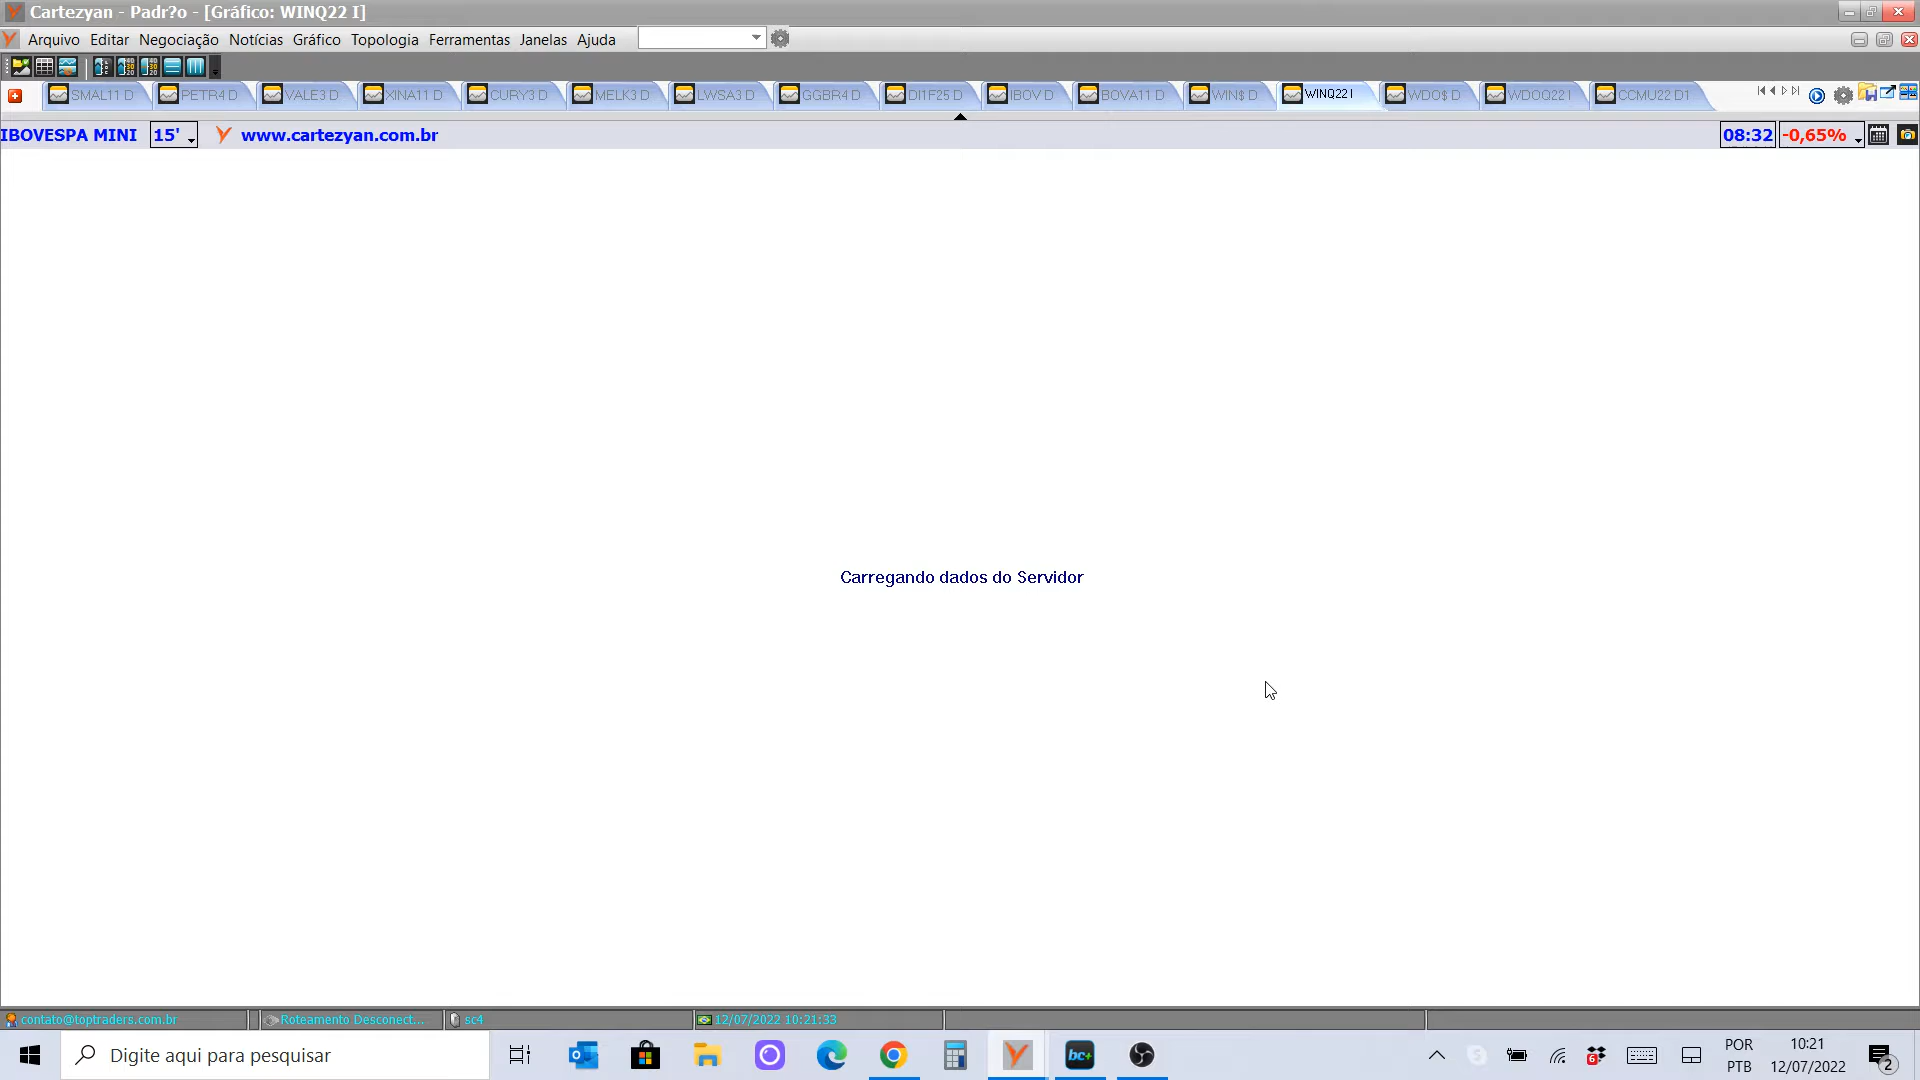 Cartezyan - Padr?o - [Gráfico: WINQ22 I]
Arquivo Editar Negociação Notícias Gráfico Topologia Ferramentas Janelas Ajuda
SMAL11 D PETR4 D VALE3 D XINA11 D CURY3 D MELK3 D LWSA3 D GGBR4 D DI1F25 D IBOV D BOVA11 D WIN$ D WINQ22 I WDO$ D WDOQ22 I CCMU22 D1
IBOVESPA MINI 15' www.cartezyan.com.br 08:32 -0,65%
Carregando dados do Servidor
contato@toptraders.com.br Roteamento Desconect... sc4 12/07/2022 10:21:33
Digite aqui para pesquisar bc+ 6 POR 10:21
PTB 12/07/2022 2